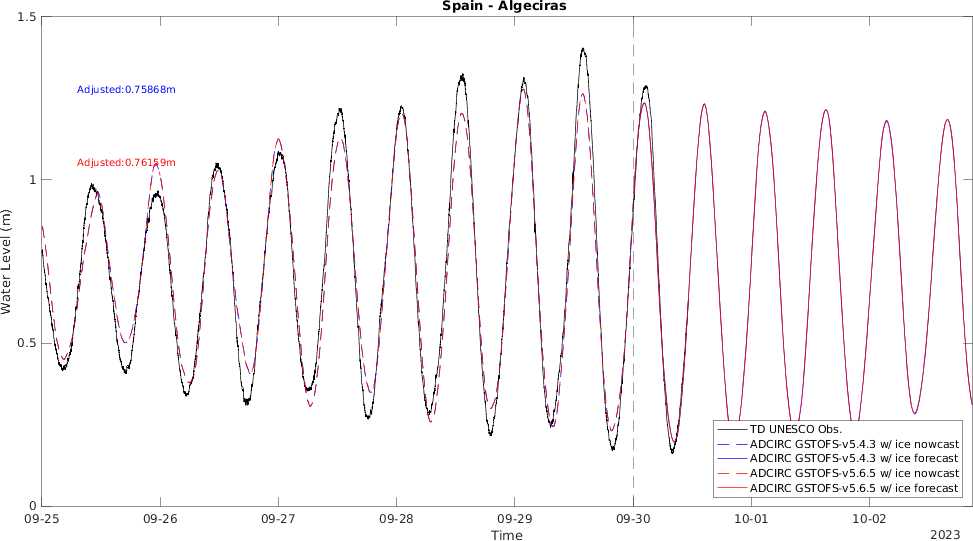 Spain - Algeciras
1.5
Adjusted:0.75868m
Adjusted:0.76159m
1
Water Level (m)
0.5
TD UNESCO Obs.
ADCIRC GSTOFS-v5.4.3 w/ ice nowcast
ADCIRC GSTOFS-v5.4.3 w/ ice forecast
ADCIRC GSTOFS-v5.6.5 w/ ice nowcast
ADCIRC GSTOFS-v5.6.5 w/ ice forecast
0
09-25 09-26 09-27 09-28 09-29 09-30 10-01 10-02
Time
2023